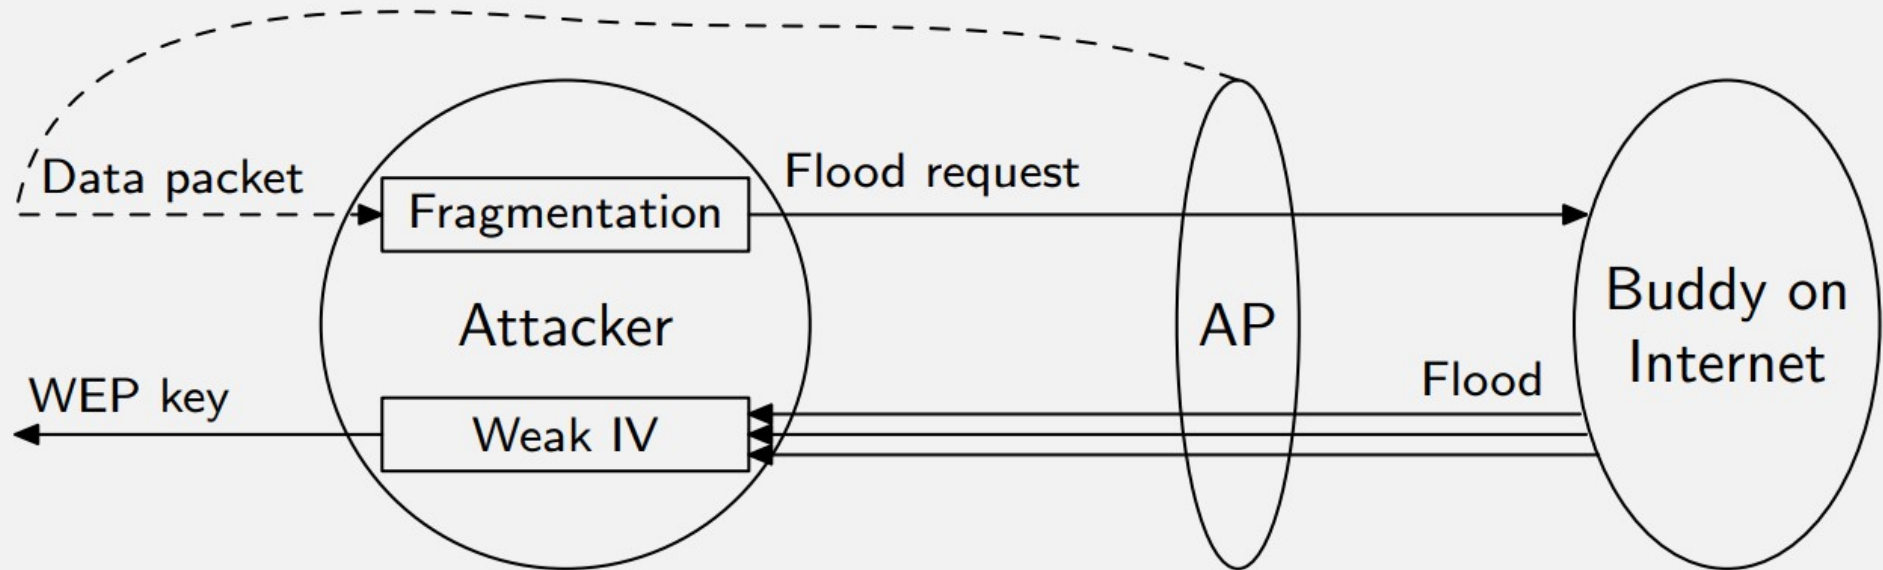 Data packet
Fragmentation
Flood request
Attacker
AP
Buddy on
Internet
Flood
WEP key
Weak IV